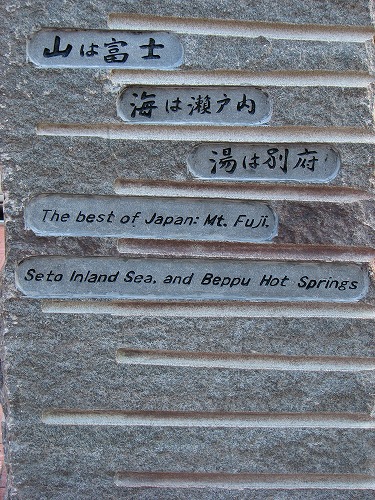 山は富士
海は瀬戸内
湯は別府
The best of Japan: Mt. Fuji.
Seto Inland Sea. and Beppu Hot Springs